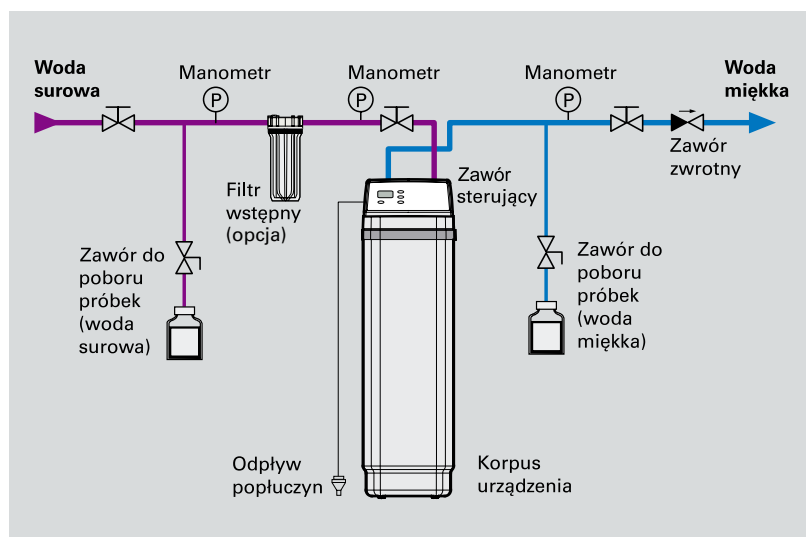 Woda
surowa
Manometr
P
Manometr
P
Manometr
P
Woda
miękka
Zawór
zwrotny
Filtr
wstępny
(opcja)
Zawór
sterujący
Zawór do
poboru
próbek
(woda
surowa)
Zawór do
poboru
próbek
(woda
miękka)
Odpływ
popłuczyn
Korpus
urządzenia